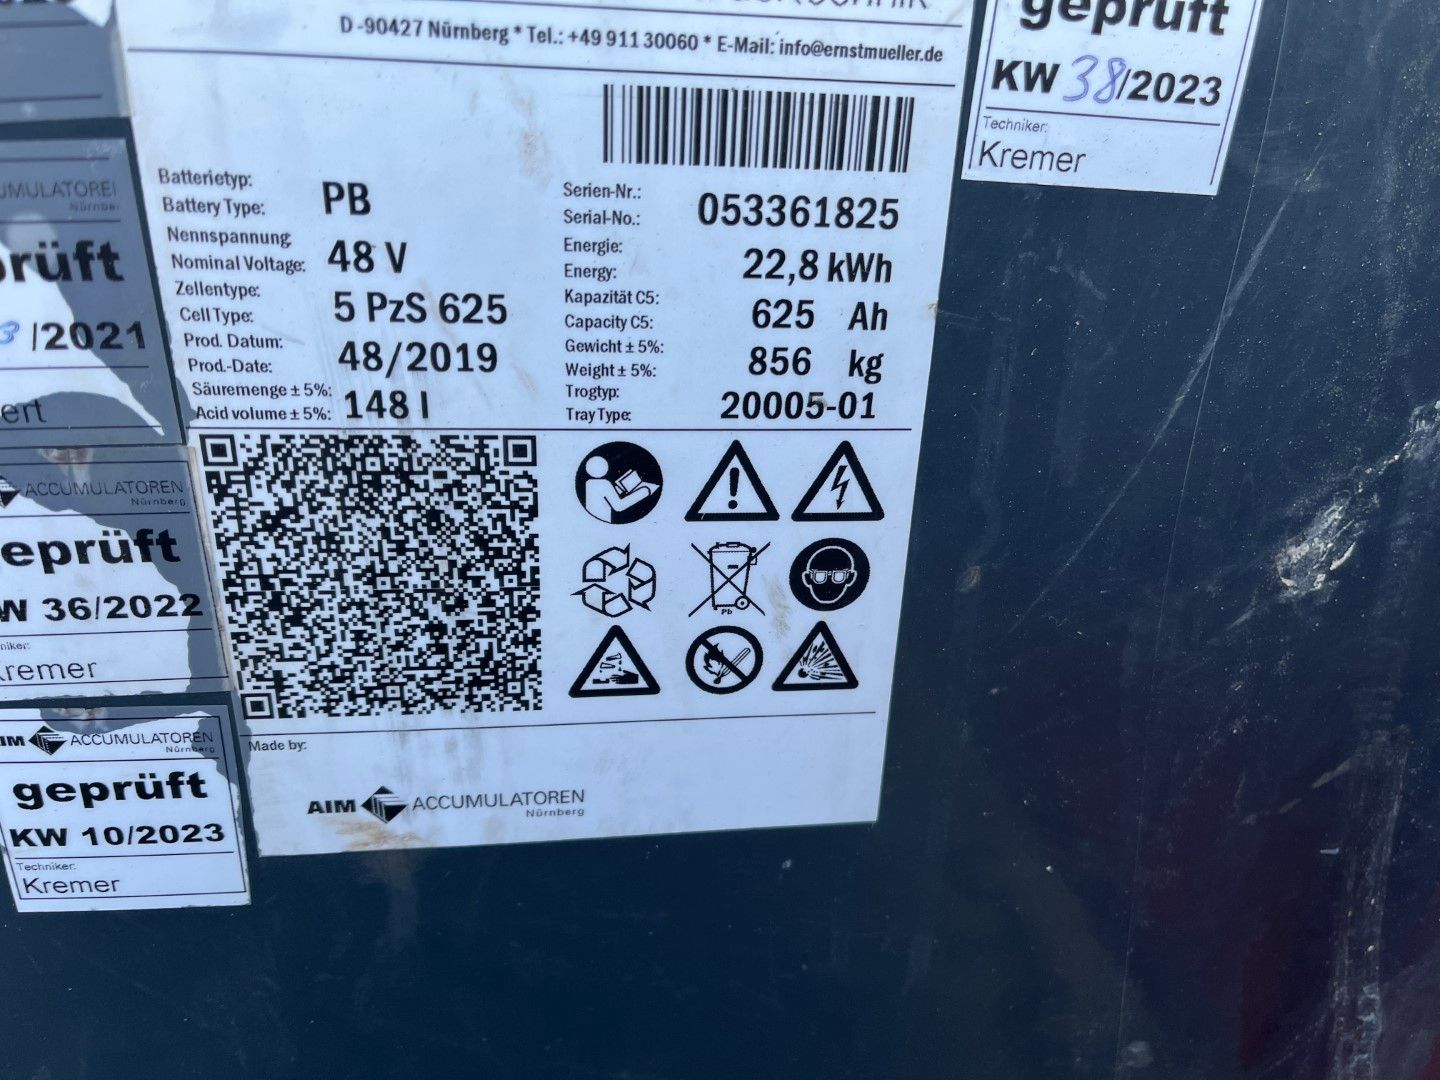 D-90427 Nürnberg * Tel.: +49 911 30060 * E-Mail: info@ernstmueller.de
geprüft
KW 38/2023
Techniker:
Kremer
Batterietyp:
Battery Type:
PB
Nennspannung
Nominal Voltage:
48 V
Zellentype:
Cell Type:
5 PzS 625
Prod. Datum:
Prod.-Date:
48/2019
Säuremenge ± 5%:
Acid volume ± 5%:
148 l
Serien-Nr.:
Serial-No.:
053361825
Energie:
Energy:
22,8 kWh
Kapazität C5:
Capacity C5:
625 Ah
Gewicht ± 5%:
Weight ± 5%:
856 kg
Trogtyp:
Tray Type:
20005-01
Pb
Made by:
AIM ACCUMULATOREN
Nürnberg
/2021
ACCUMULATOREN
Nürnberg
geprüft
KW 36/2022
Kremer
AIM ACCUMULATOREN
Nürnberg
geprüft
KW 10/2023
Techniker:
Kremer